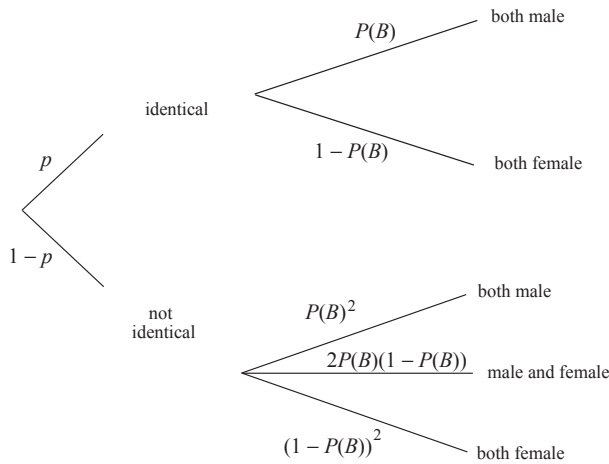 P(B)
both male
identical
1 – P(B)
both female
p
1 – p
not
identical
P(B)²
both male
2P(B)(1 – P(B))
male and female
(1 – P(B))²
both female